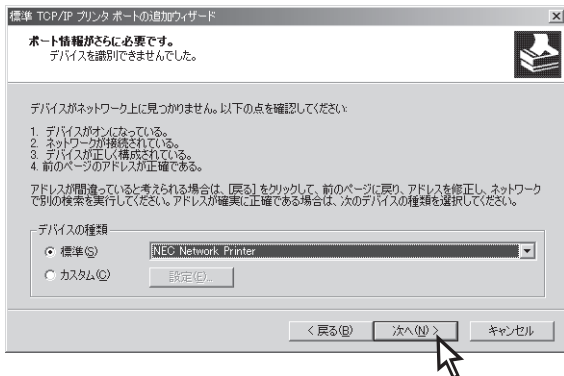 標準 TCP/IP プリンタ ポートの追加ウィザード
ポート情報がさらに必要です。
デバイスを識別できませんでした。
デバイスがネットワーク上に見つかりません。以下の点を確認してください:
1. デバイスがオンになっている。
2. ネットワークが接続されている。
3. デバイスが正しく構成されている。
4. 前のページのアドレスが正確である。
アドレスが間違っていると考えられる場合は、[戻る] をクリックして、前のページに戻り、アドレスを修正し、ネットワーク
で別の検索を実行してください。アドレスが確実に正確である場合は、次のデバイスの種類を選択してください。
デバイスの種類
標準(S)
NEC Network Printer
カスタム(C)
設定(E)...
< 戻る(B)
次へ(N) >
キャンセル